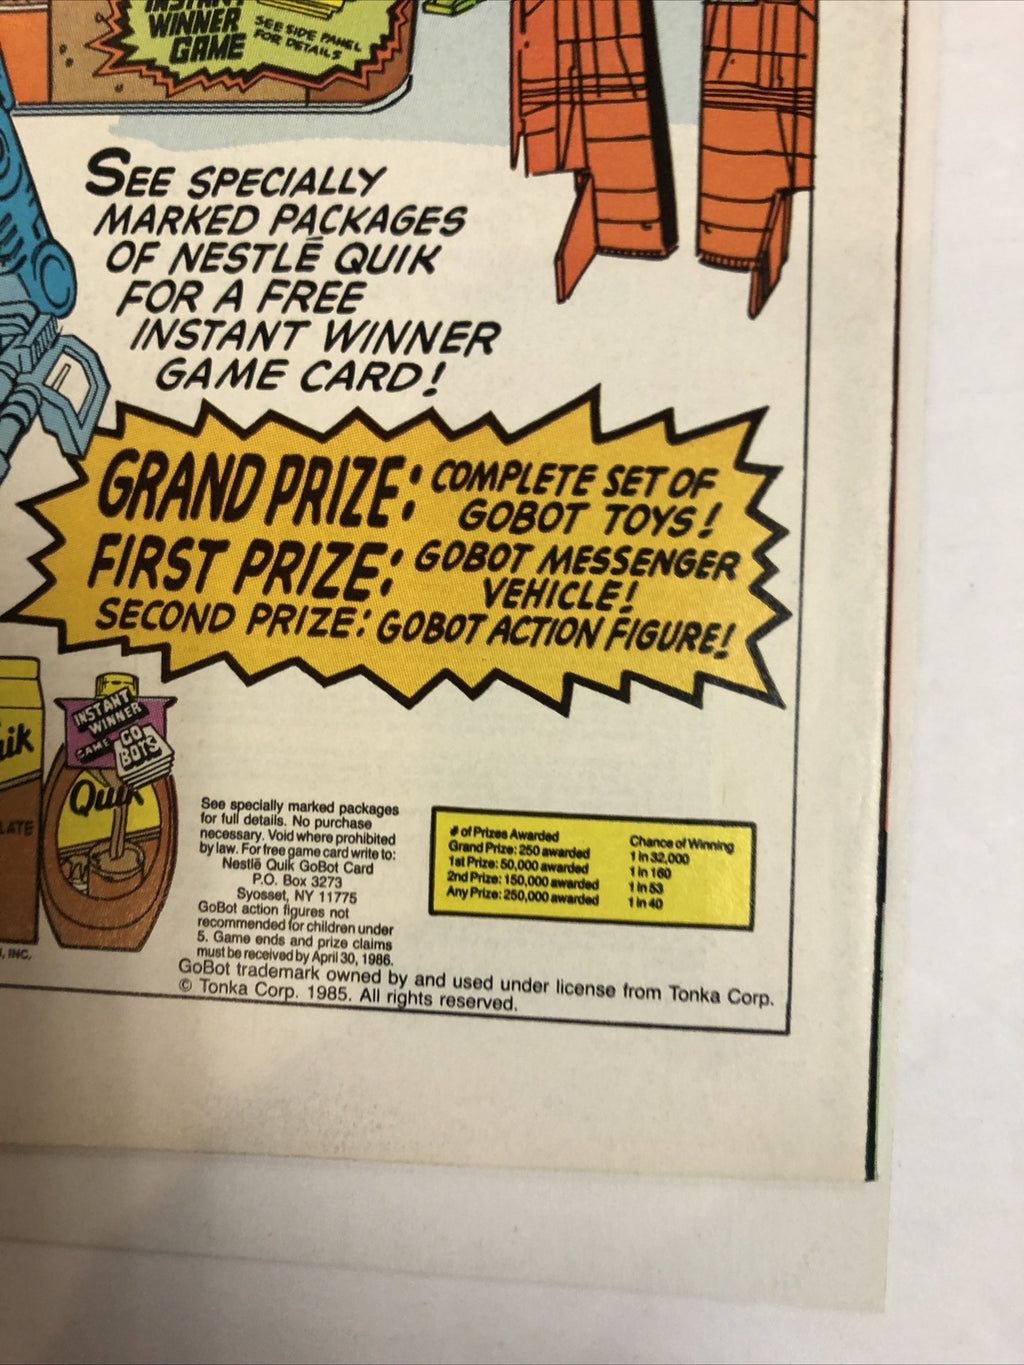 INSTANT
WINNER
GAME
SEE SIDE PANEL
FOR DETAILS
SEE SPECIALLY
MARKED PACKAGES
OF NESTLĒ QUIK
FOR A FREE
INSTANT WINNER
GAME CARD!
GRAND PRIZE: COMPLETE SET OF
GOBOT TOYS!
FIRST PRIZE: GOBOT MESSENGER
VEHICLE!
SECOND PRIZE: GOBOT ACTION FIGURE!
INSTANT
WINNER
GAME
GO
BOTS
Quik
See specially marked packages
for full details. No purchase
necessary. Void where prohibited
by law. For free game card write to:
Nestlē Quik GoBot Card
P.O. Box 3273
Syosset, NY 11775
GoBot action figures not
recommended for children under
5. Game ends and prize claims
must be received by April 30, 1986.
# of Prizes Awarded Chance of Winning
Grand Prize: 250 awarded 1 in 32,000
1st Prize: 50,000 awarded 1 in 160
2nd Prize: 150,000 awarded 1 in 53
Any Prize: 250,000 awarded 1 in 40
, INC.
GoBot trademark owned by and used under license from Tonka Corp.
© Tonka Corp. 1985. All rights reserved.